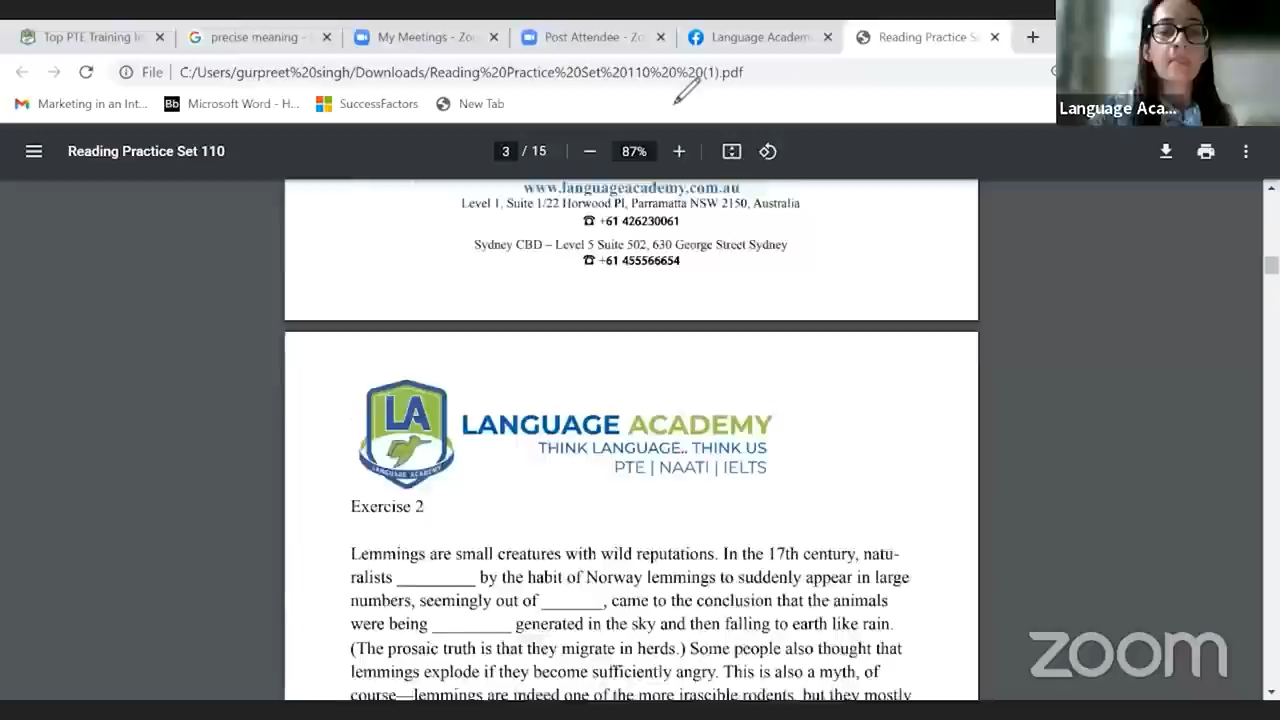 Top PTE Training I
precise meaning -
My Meetings - Zo
Post Attendee - Zo
Language Academ
Reading Practice S
File
C:/Users/gurpreet%20singh/Downloads/Reading%20Practice%20Set%20110%20%20(1).pdf
Marketing in an Int...
Bb
Microsoft Word - H...
SuccessFactors
New Tab
Language Aca...
Reading Practice Set 110
3 / 15
87%
www.languageacademy.com.au
Level 1, Suite 1/22 Horwood Pl, Parramatta NSW 2150, Australia
☎ +61 426230061
Sydney CBD – Level 5 Suite 502, 630 George Street Sydney
☎ +61 455566654
LA
LANGUAGE ACADEMY
LANGUAGE ACADEMY
THINK LANGUAGE.. THINK US
PTE | NAATI | IELTS
Exercise 2
Lemmings are small creatures with wild reputations. In the 17th century, natu-
ralists _________ by the habit of Norway lemmings to suddenly appear in large
numbers, seemingly out of _______, came to the conclusion that the animals
were being _________ generated in the sky and then falling to earth like rain.
(The prosaic truth is that they migrate in herds.) Some people also thought that
lemmings explode if they become sufficiently angry. This is also a myth, of
course—lemmings are indeed one of the more irascible rodents, but they mostly
zoom